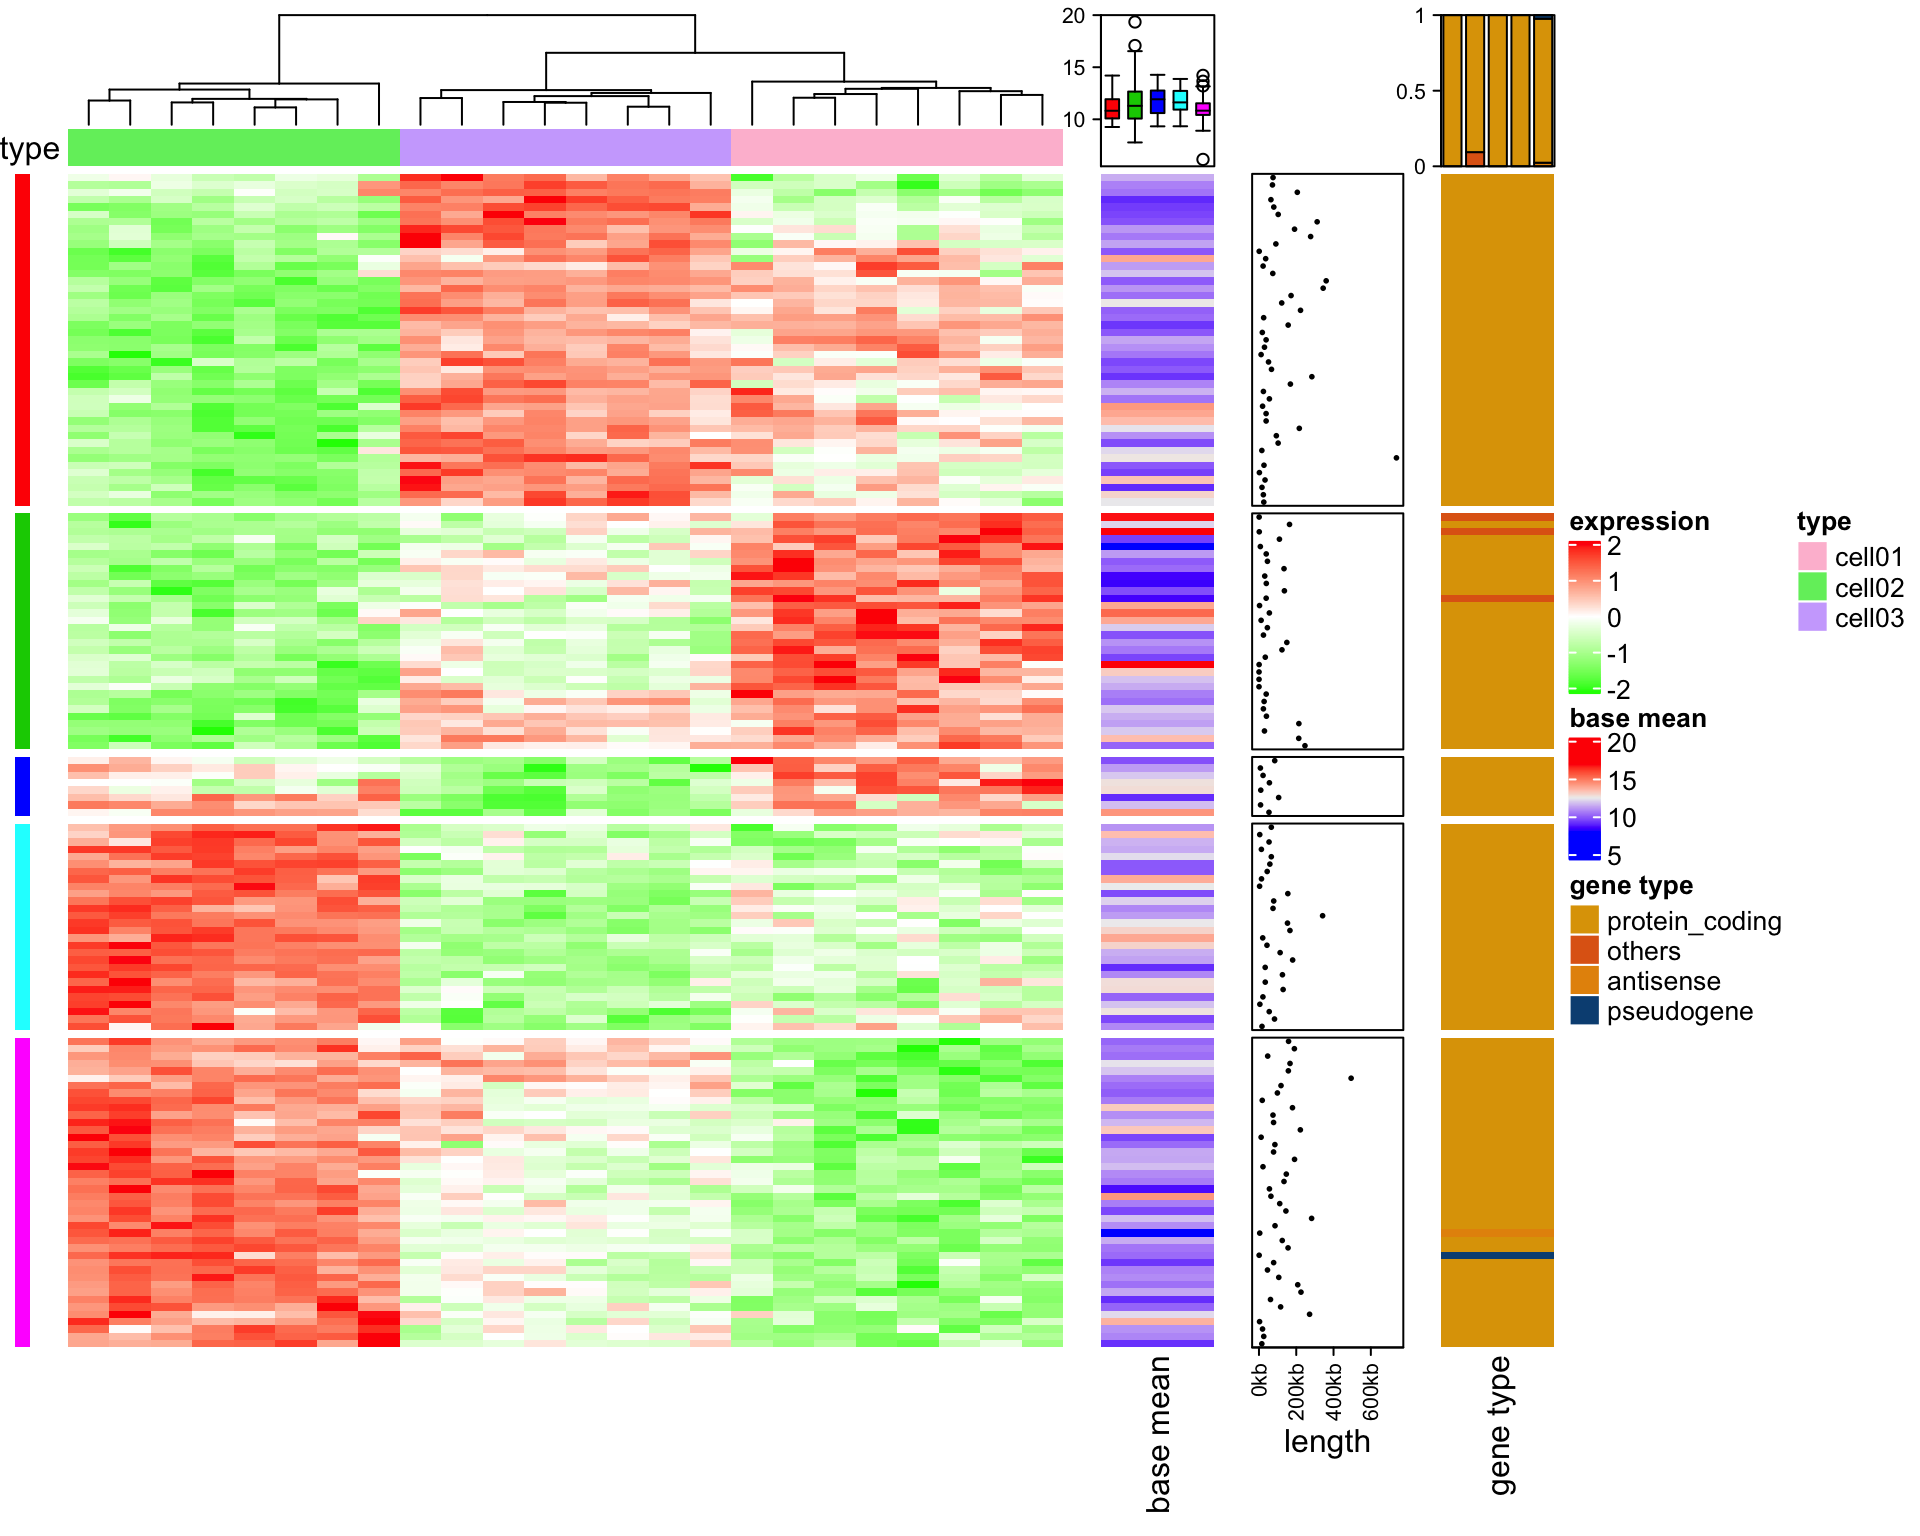 20
15
10
1
0.5
0
type
expression
2
1
0
-1
-2
base mean
20
15
10
5
gene type
protein_coding
others
antisense
pseudogene
type
cell01
cell02
cell03
base mean
0kb
200kb
400kb
600kb
length
gene type